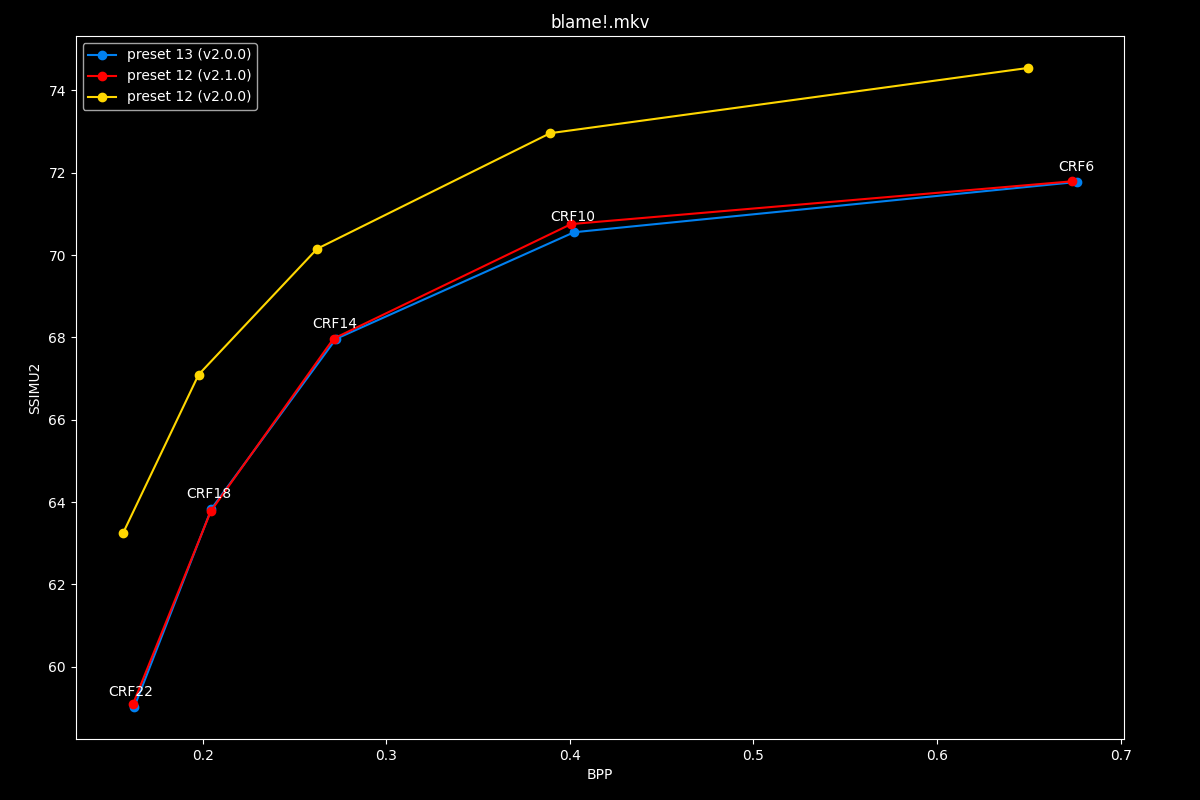 blame!.mkv
preset 13 (v2.0.0)
preset 12 (v2.1.0)
preset 12 (v2.0.0)
74
72
70
68
66
64
62
60
SSIMU2
CRF6
CRF10
CRF14
CRF18
CRF22
0.2 0.3 0.4 0.5 0.6 0.7
BPP